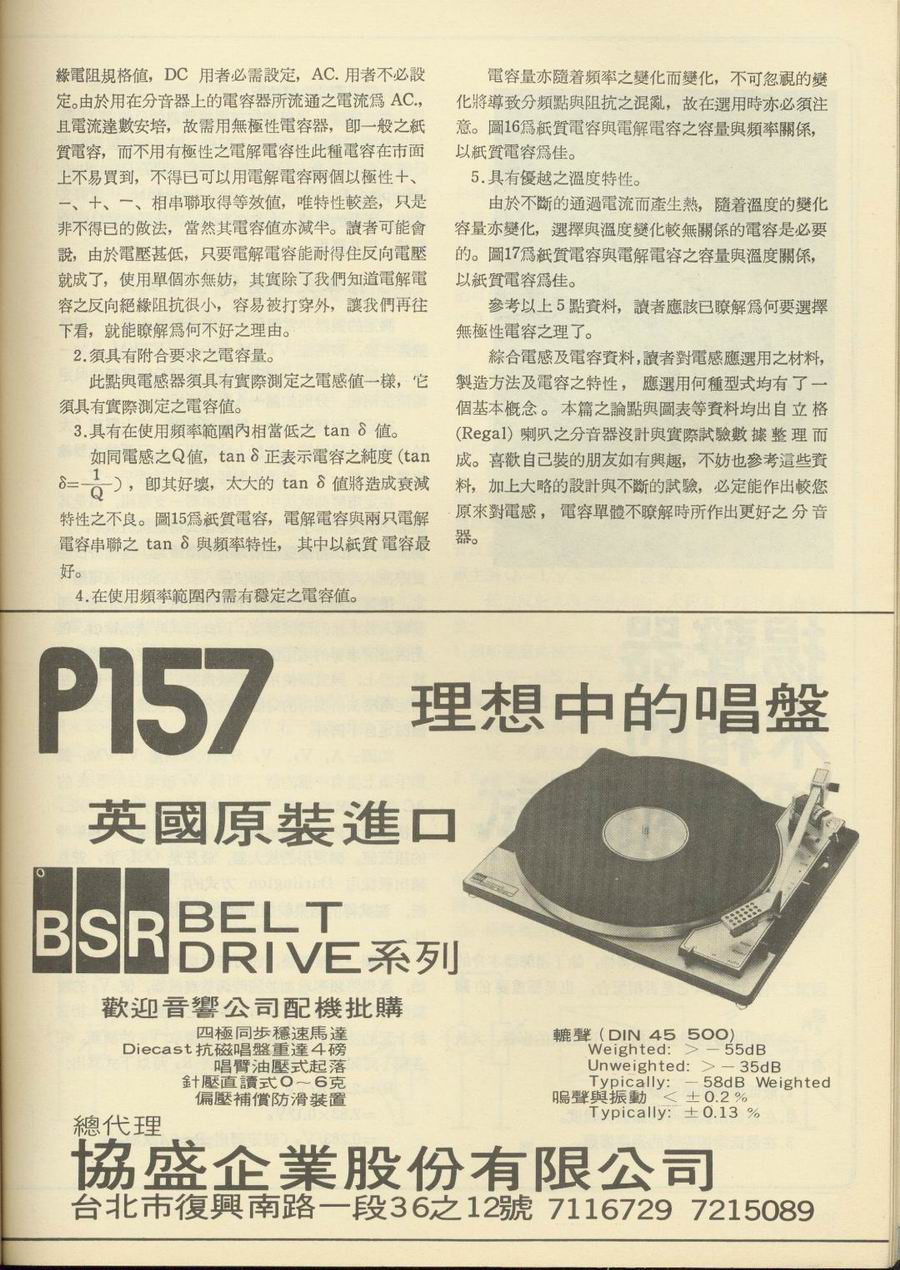 緣電阻規格值，DC 用者必需設定，AC. 用者不必設
定。由於用在分音器上的電容器所流通之電流爲 AC.，
且電流達數安培，故需用無極性電容器，卽一般之紙
質電容，而不用有極性之電解電容性此種電容在市面
上不易買到，不得已可以用電解電容兩個以極性＋、
－、＋、－、相串聯取得等效值，唯特性較差，只是
非不得已的做法，當然其電容值亦減半。讀者可能會
說，由於電壓甚低，只要電解電容能耐得住反向電壓
就成了，使用單個亦無妨，其實除了我們知道電解電
容之反向絕緣阻抗很小，容易被打穿外，讓我們再往
下看，就能瞭解爲何不好之理由。
2.須具有附合要求之電容量。
此點與電感器須具有實際測定之電感值一樣，它
須具有實際測定之電容值。
3.具有在使用頻率範圍內相當低之 tan δ 值。
如同電感之Q值，tan δ 正表示電容之純度 (tan
δ=1/Q)，卽其好壞，太大的 tan δ 值將造成衰減
特性之不良。圖15爲紙質電容，電解電容與兩只電解
電容串聯之 tan δ 與頻率特性，其中以紙質電容最
好。
4.在使用頻率範圍內需有穩定之電容值。
電容量亦隨着頻率之變化而變化，不可忽視的變
化將導致分頻點與阻抗之混亂，故在選用時亦必須注
意。圖16爲紙質電容與電解電容之容量與頻率關係，
以紙質電容爲佳。
5.具有優越之溫度特性。
由於不斷的通過電流而產生熱，隨着溫度的變化
容量亦變化，選擇與溫度變化較無關係的電容是必要
的。圖17爲紙質電容與電解電容之容量與溫度關係，
以紙質電容爲佳。
參考以上5點資料，讀者應該已瞭解爲何要選擇
無極性電容之理了。
綜合電感及電容資料，讀者對電感應選用之材料，
製造方法及電容之特性，應選用何種型式均有了一
個基本概念。本篇之論點與圖表等資料均出自立格
(Regal) 喇叭之分音器設計與實際試驗數據整理而
成。喜歡自己裝的朋友如有興趣，不妨也參考這些資
料，加上大略的設計與不斷的試驗，必定能作出較您
原來對電感，電容單體不瞭解時所作出更好之分音
器。
P157
理想中的唱盤
英國原裝進口
BSR BELT
DRIVE系列
歡迎音響公司配機批購
四極同步穩速馬達
Diecast抗磁唱盤重達4磅
唱臂油壓式起落
針壓直讀式0～6克
偏壓補償防滑裝置
轆聲 (DIN 45 500)
Weighted: ＞－55dB
Unweighted: ＞－35dB
Typically: －58dB Weighted
嗚聲與振動 ＜±0.2%
Typically: ±0.13 %
總代理
協盛企業股份有限公司
台北市復興南路一段36之12號 7116729 7215089